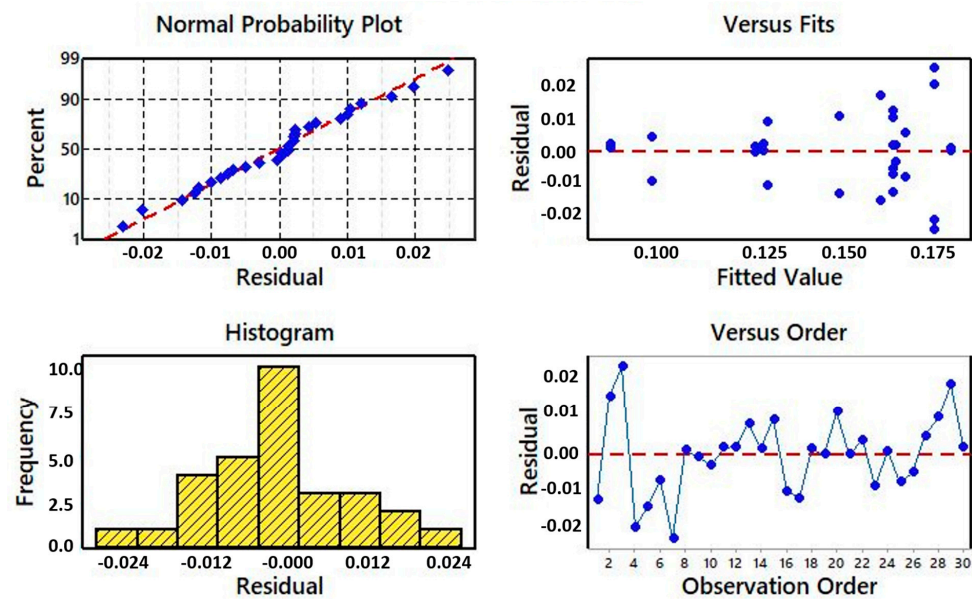 Normal Probability Plot
99
90
50
10
1
Percent
-0.02
-0.01
0.00
0.01
0.02
Residual
Versus Fits
0.02
0.01
0.00
-0.01
-0.02
Residual
0.100
0.125
0.150
0.175
Fitted Value
Histogram
10.0
7.5
5.0
2.5
0.0
Frequency
-0.024
-0.012
-0.000
0.012
0.024
Residual
Versus Order
0.02
0.01
0.00
-0.01
-0.02
Residual
2 4 6 8 10 12 14 16 18 20 22 24 26 28 30
Observation Order